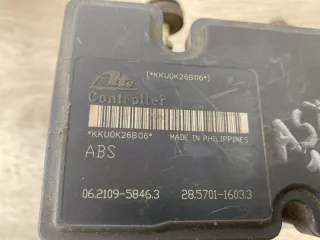 (*KKU0K26B06*)
Ate
Controller
*KKU0K26B06*
MADE IN PHILIPPINES
ABS
06.2109-5846.3 28.5701-1603.3